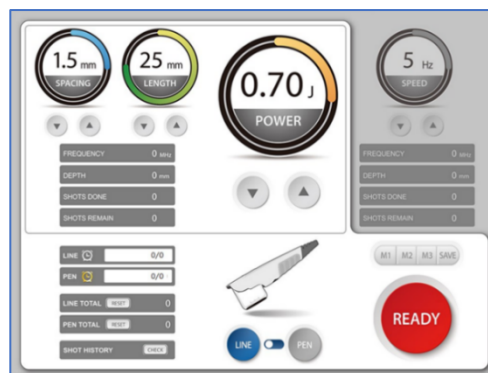 1.5 mm
SPACING
25 mm
LENGTH
0.70 J
POWER
5 Hz
SPEED
FREQUENCY 0 MHz
DEPTH 0 mm
SHOTS DONE 0
SHOTS REMAIN 0
FREQUENCY 0 MHz
DEPTH 0 mm
SHOTS DONE 0
SHOTS REMAIN 0
LINE 0/0
PEN 0/0
LINE TOTAL RESET 0
PEN TOTAL RESET 0
SHOT HISTORY CHECK
LINE PEN
M1 M2 M3 SAVE
READY